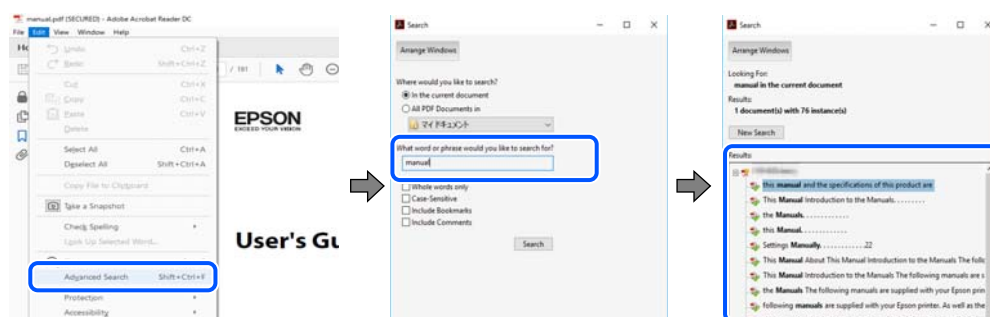 manual.pdf (SECURED) - Adobe Acrobat Reader DC
File Edit View Window Help
Undo Ctrl+Z
Redo Shift+Ctrl+Z
Cut Ctrl+X
Copy Ctrl+C
Paste Ctrl+V
Delete
Select All Ctrl+A
Deselect All Shift+Ctrl+A
Copy File to Clipboard
Take a Snapshot
Check Spelling
Look Up Selected Word...
Advanced Search Shift+Ctrl+F
Protection
Accessibility
/ 181
EPSON
EXCEED YOUR VISION
User's Gu
Search
Arrange Windows
Where would you like to search?
In the current document
All PDF Documents in
マイドキュメント
What word or phrase would you like to search for?
manual
Whole words only
Case-Sensitive
Include Bookmarks
Include Comments
Search
Search
Arrange Windows
Looking For:
manual in the current document
Results:
1 document(s) with 76 instance(s)
New Search
Results:
this manual and the specifications of this product are
This Manual Introduction to the Manuals. . . . . . . .
the Manuals. . . . . . . . . . . .
this Manual. . . . . . . . . . . .
Settings Manually. . . . . . . . . . . .22
This Manual About This Manual Introduction to the Manuals The follo
This Manual Introduction to the Manuals The following manuals are s
the Manuals The following manuals are supplied with your Epson prin
following manuals are supplied with your Epson printer. As well as the